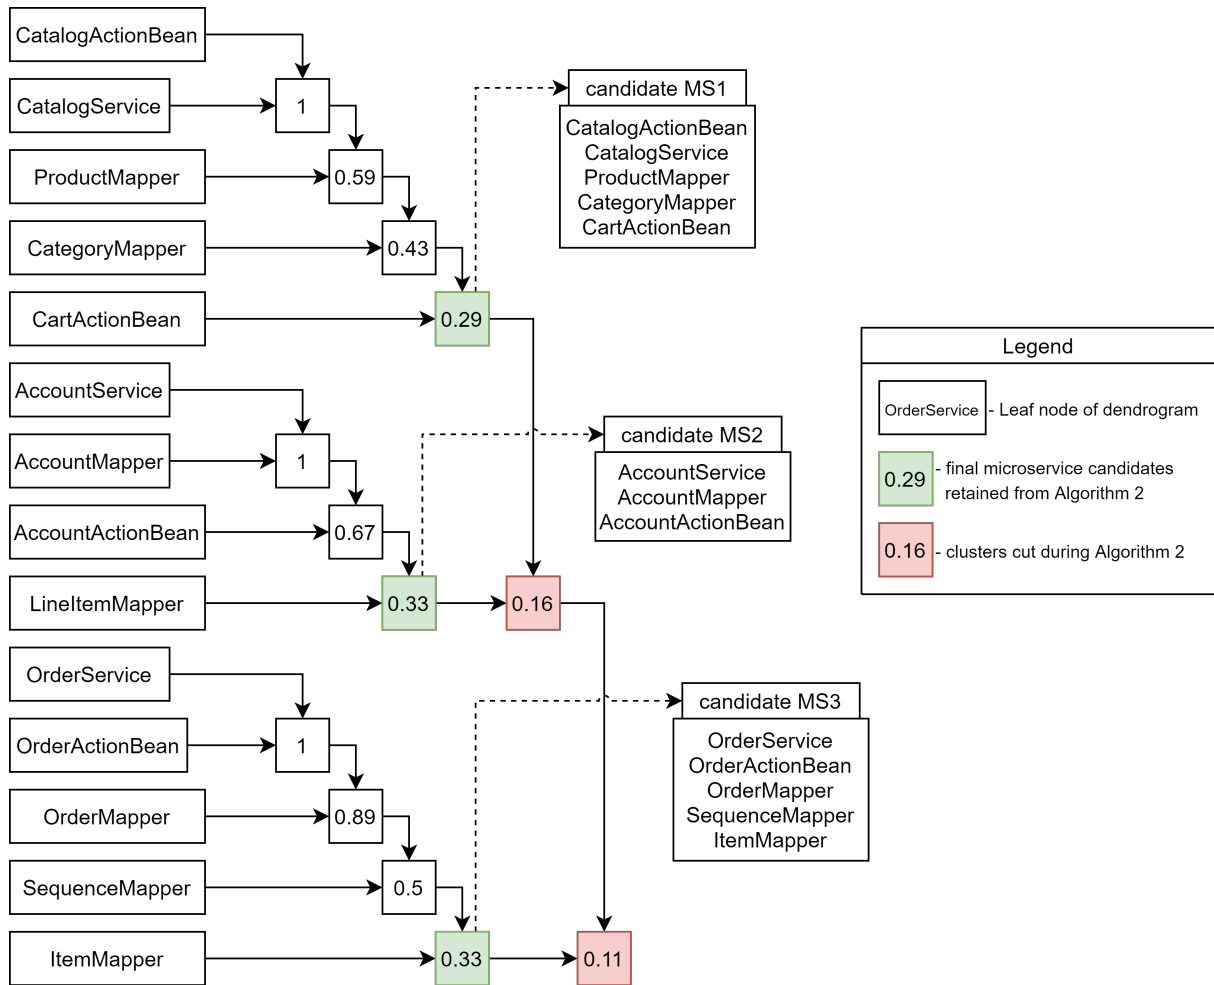 CatalogActionBean
CatalogService
1
ProductMapper
0.59
CategoryMapper
0.43
CartActionBean
0.29
AccountService
AccountMapper
1
AccountActionBean
0.67
LineItemMapper
0.33
0.16
OrderService
OrderActionBean
1
OrderMapper
0.89
SequenceMapper
0.5
ItemMapper
0.33
0.11
candidate MS1
CatalogActionBean
CatalogService
ProductMapper
CategoryMapper
CartActionBean
candidate MS2
AccountService
AccountMapper
AccountActionBean
candidate MS3
OrderService
OrderActionBean
OrderMapper
SequenceMapper
ItemMapper
Legend
OrderService - Leaf node of dendrogram
0.29 - final microservice candidates
retained from Algorithm 2
0.16 - clusters cut during Algorithm 2